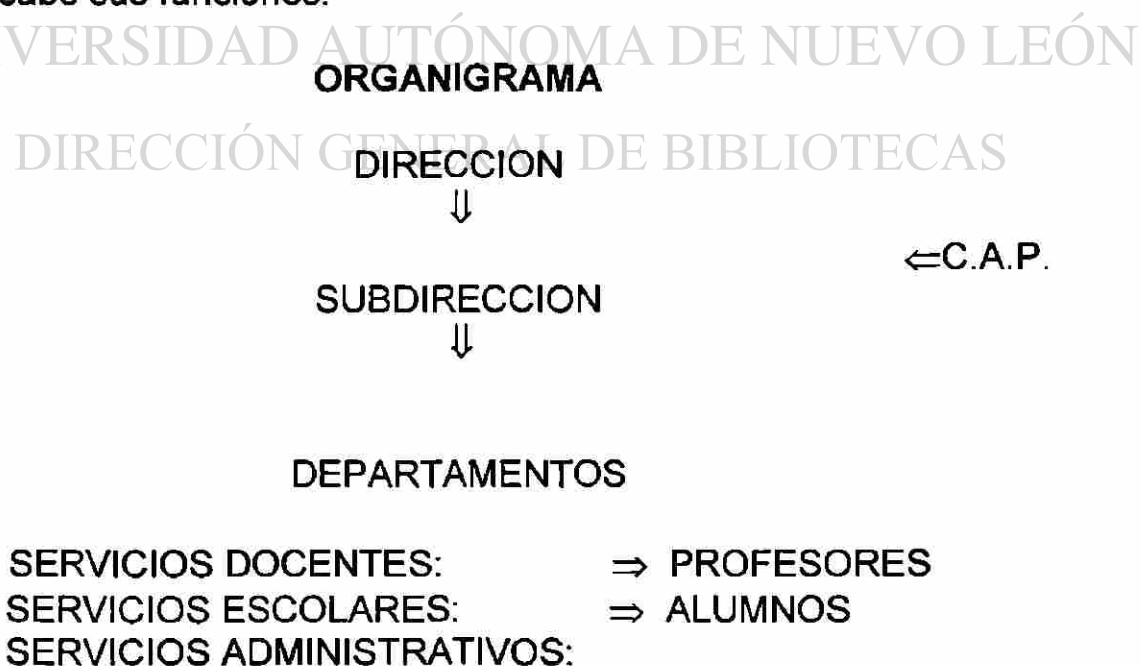 VERSIDAD AUTÓNOMA DE NUEVO LEÓN
ORGANIGRAMA
DIRECCIÓN GENERAL DE BIBLIOTECAS
DIRECCION
⇓
⇐C.A.P.
SUBDIRECCION
⇓
DEPARTAMENTOS
SERVICIOS DOCENTES: ⇒ PROFESORES
SERVICIOS ESCOLARES: ⇒ ALUMNOS
SERVICIOS ADMINISTRATIVOS: